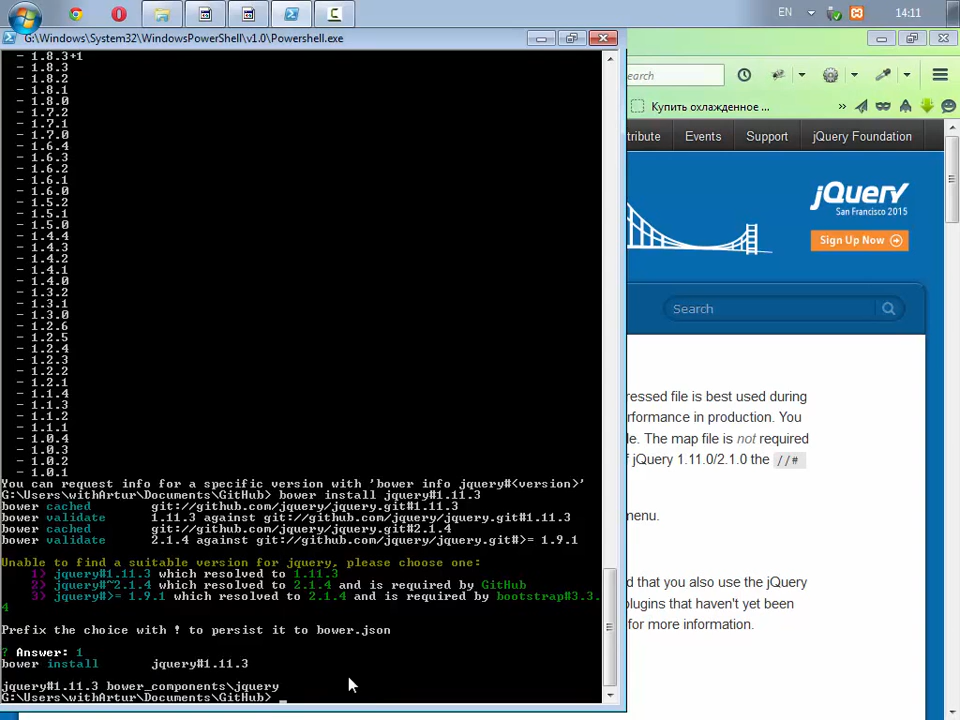 EN
14:11
G:\Windows\System32\WindowsPowerShell\v1.0\Powershell.exe
- 1.8.3+1
- 1.8.3
- 1.8.2
- 1.8.1
- 1.8.0
- 1.7.2
- 1.7.1
- 1.7.0
- 1.6.4
- 1.6.3
- 1.6.2
- 1.6.1
- 1.6.0
- 1.5.2
- 1.5.1
- 1.5.0
- 1.4.4
- 1.4.3
- 1.4.2
- 1.4.1
- 1.4.0
- 1.3.2
- 1.3.1
- 1.3.0
- 1.2.6
- 1.2.5
- 1.2.4
- 1.2.3
- 1.2.2
- 1.2.1
- 1.1.4
- 1.1.3
- 1.1.2
- 1.1.1
- 1.0.4
- 1.0.3
- 1.0.2
- 1.0.1
You can request info for a specific version with 'bower info jquery#<version>'
G:\Users\withArtur\Documents\GitHub> bower install jquery#1.11.3
bower cached git://github.com/jquery/jquery.git#1.11.3
bower validate 1.11.3 against git://github.com/jquery/jquery.git#1.11.3
bower cached git://github.com/jquery/jquery.git#2.1.4
bower validate 2.1.4 against git://github.com/jquery/jquery.git#>= 1.9.1
Unable to find a suitable version for jquery, please choose one:
1) jquery#1.11.3 which resolved to 1.11.3
2) jquery#~2.1.4 which resolved to 2.1.4 and is required by GitHub
3) jquery#>= 1.9.1 which resolved to 2.1.4 and is required by bootstrap#3.3.
4
Prefix the choice with ! to persist it to bower.json
? Answer: 1
bower install jquery#1.11.3
jquery#1.11.3 bower_components\jquery
G:\Users\withArtur\Documents\GitHub> _
search
Купить охлажденное ...
tribute Events Support jQuery Foundation
jQuery
San Francisco 2015
Sign Up Now
Search
ressed file is best used during
rformance in production. You
le. The map file is not required
f jQuery 1.11.0/2.1.0 the //#
menu.
d that you also use the jQuery
plugins that haven't yet been
umentation.